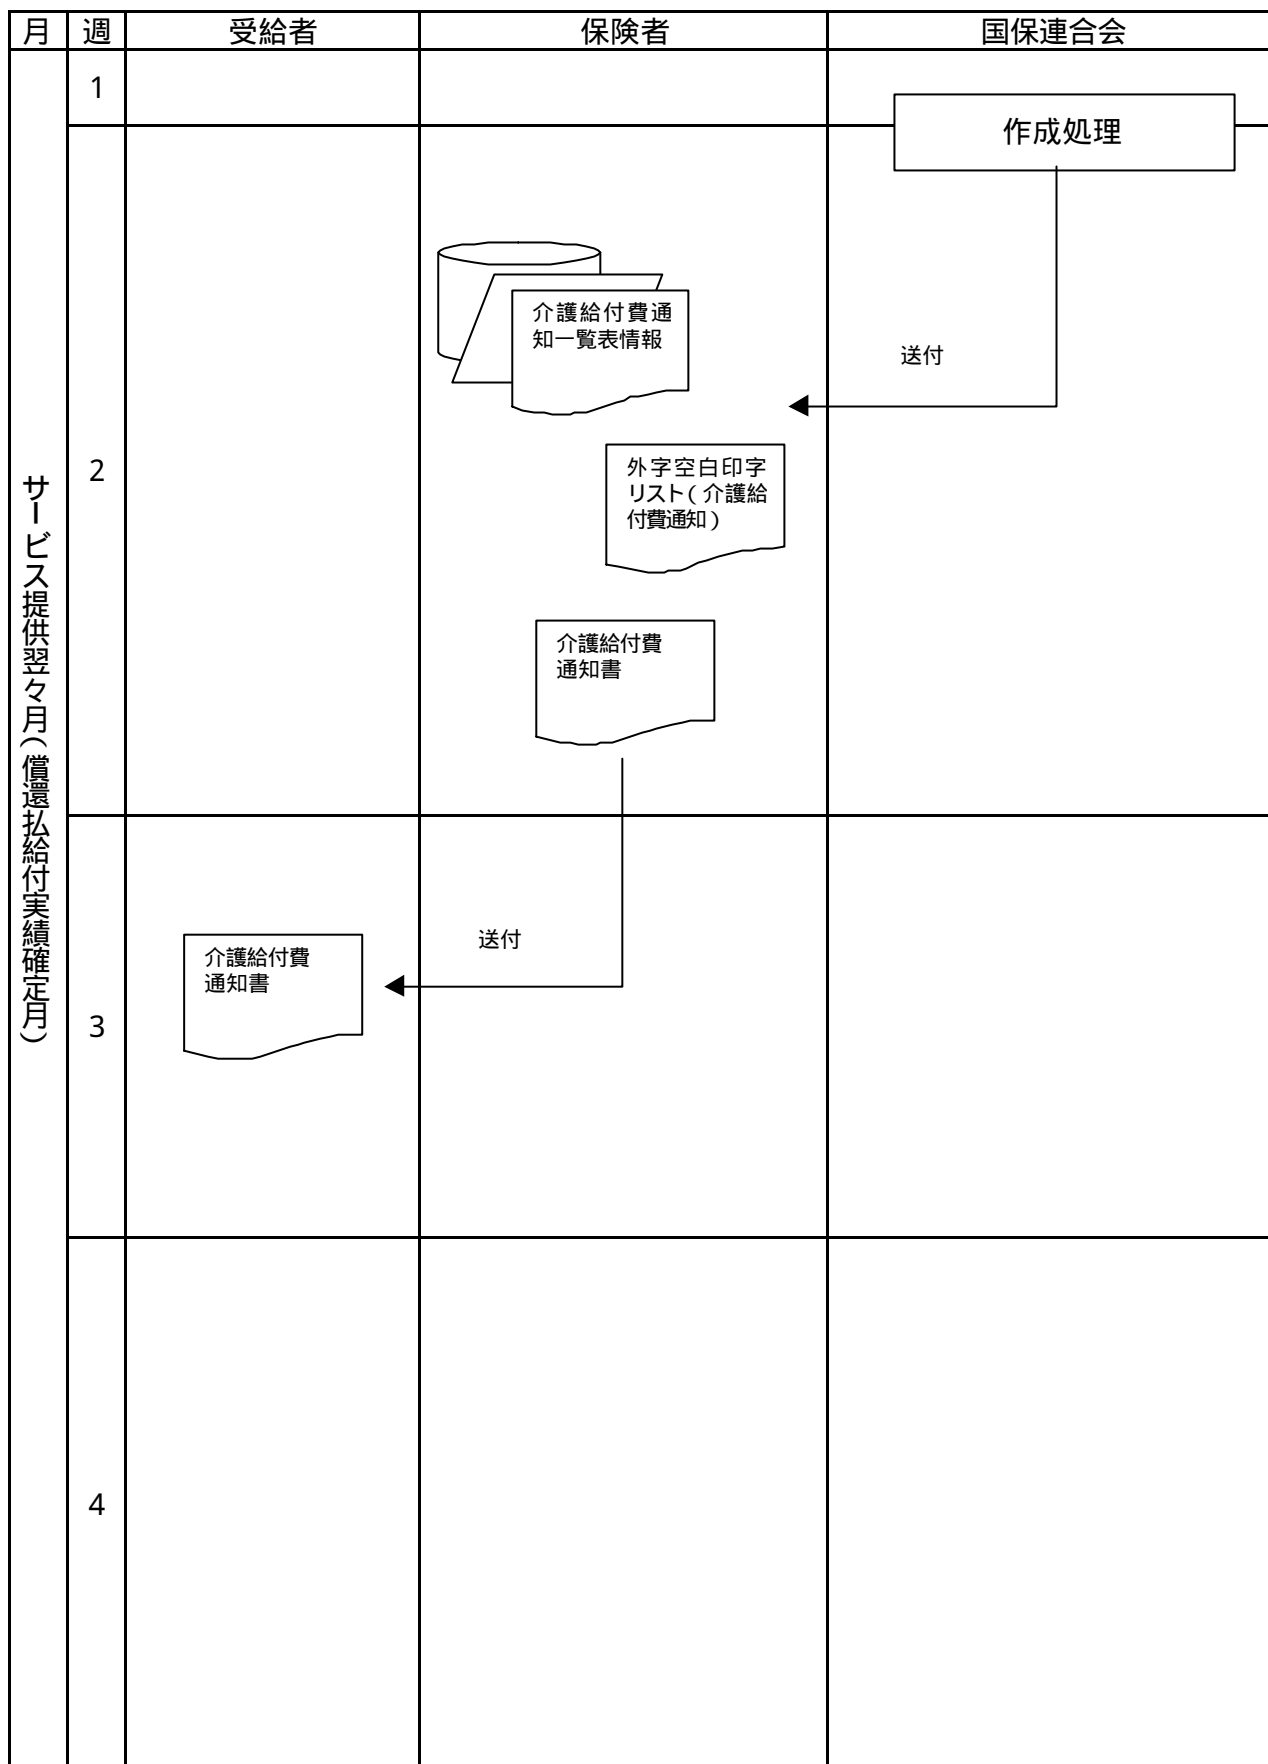 月 週 受給者 保険者 国保連合会
サービス提供翌々月(償還払給付実績確定月)
1
作成処理
2
介護給付費通
知一覧表情報
送付
外字空白印字
リスト(介護給
付費通知)
介護給付費
通知書
3
送付
介護給付費
通知書
4